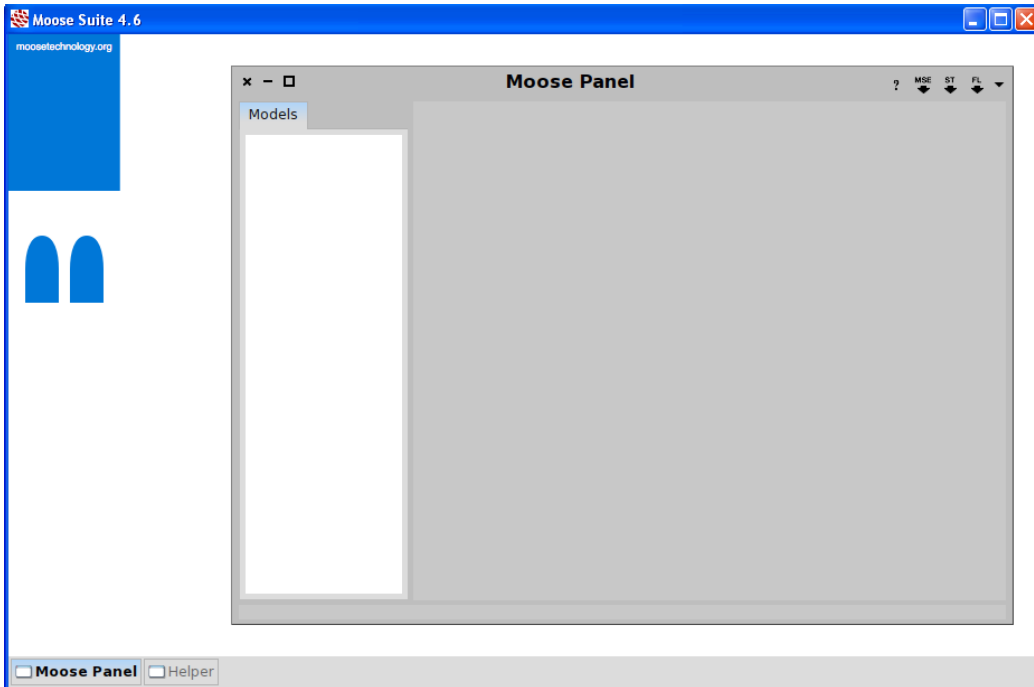 Moose Suite 4.6
moosetechnology.org
Moose Panel
?
MSE ST FL
Models
Moose Panel Helper